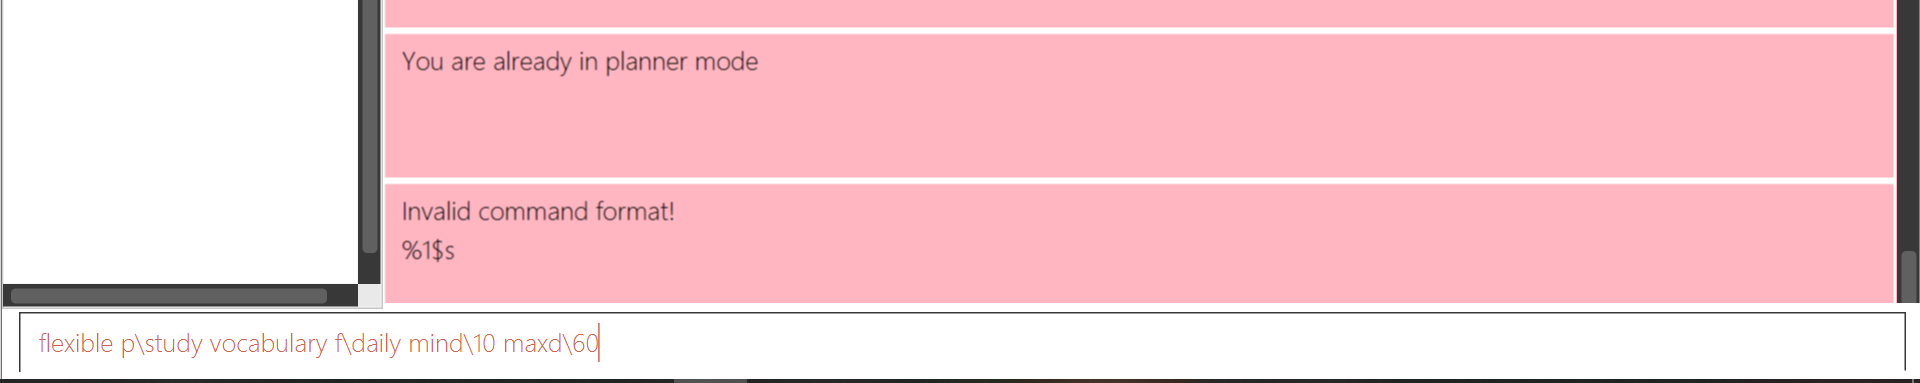 You are already in planner mode
Invalid command format!
%1$s
flexible p\study vocabulary f\daily mind\10 maxd\60